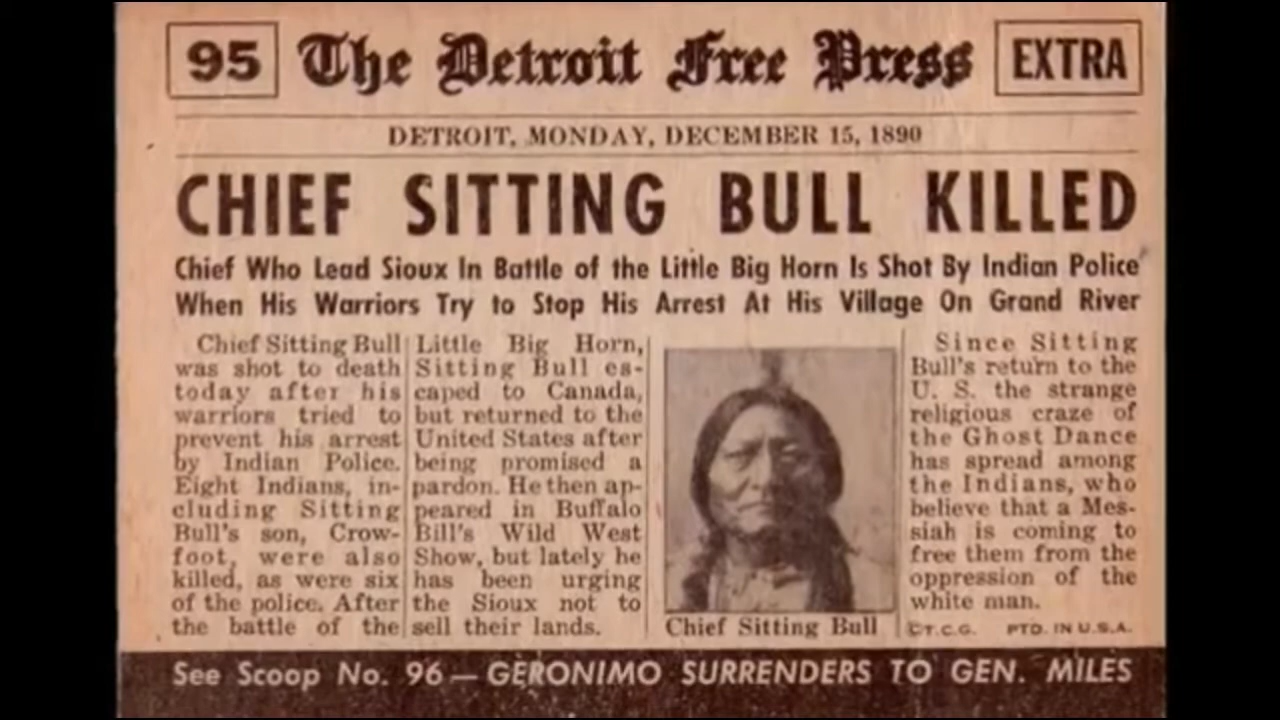 95 The Detroit Free Press EXTRA
DETROIT, MONDAY, DECEMBER 15, 1890
CHIEF SITTING BULL KILLED
Chief Who Lead Sioux In Battle of the Little Big Horn Is Shot By Indian Police
When His Warriors Try to Stop His Arrest At His Village On Grand River
Chief Sitting Bull
was shot to death
today after his
warriors tried to
prevent his arrest
by Indian Police.
Eight Indians, in-
cluding Sitting
Bull's son, Crow-
foot, were also
killed, as were six
of the police. After
the battle of the
Little Big Horn,
Sitting Bull es-
caped to Canada,
but returned to the
United States after
being promised a
pardon. He then ap-
peared in Buffalo
Bill's Wild West
Show, but lately he
has been urging
the Sioux not to
sell their lands.
Chief Sitting Bull
Since Sitting
Bull's return to the
U. S. the strange
religious craze of
the Ghost Dance
has spread among
the Indians, who
believe that a Mes-
siah is coming to
free them from the
oppression of the
white man.
©T.C.G. PTD. IN U.S.A.
See Scoop No. 96 — GERONIMO SURRENDERS TO GEN. MILES